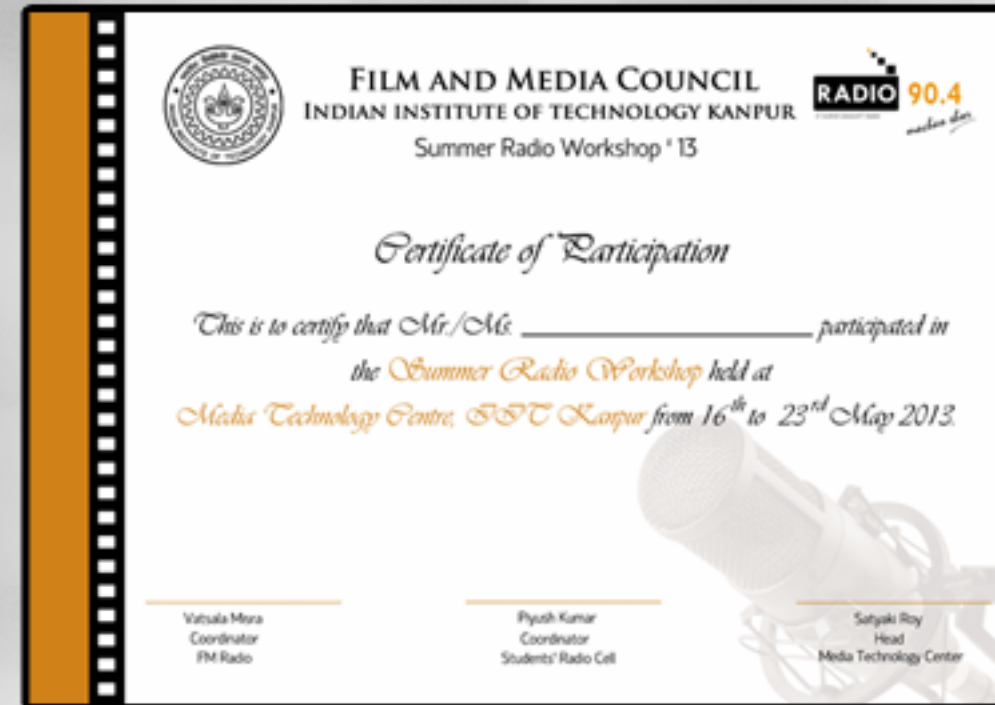 FILM AND MEDIA COUNCIL
INDIAN INSTITUTE OF TECHNOLOGY KANPUR
Summer Radio Workshop ' 13
RADIO 90.4
Certificate of Participation
This is to certify that Mr./Ms. participated in
the Summer Radio Workshop held at
Media Technology Centre, IIT Kanpur from 16th to 23rd May 2013.
Vatsala Misra
Coordinator
FM Radio
Piyush Kumar
Coordinator
Students' Radio Cell
Satyaki Roy
Head
Media Technology Center